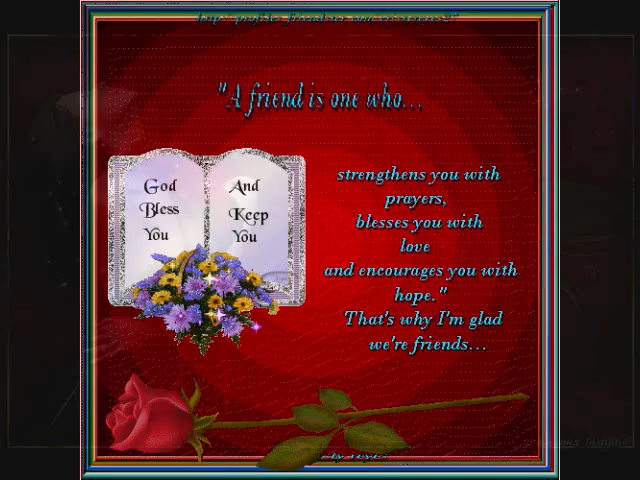 "A friend is one who...
God
Bless
You
And
Keep
You
strengthens you with
prayers,
blesses you with
love
and encourages you with
hope."
That's why I'm glad
we're friends...